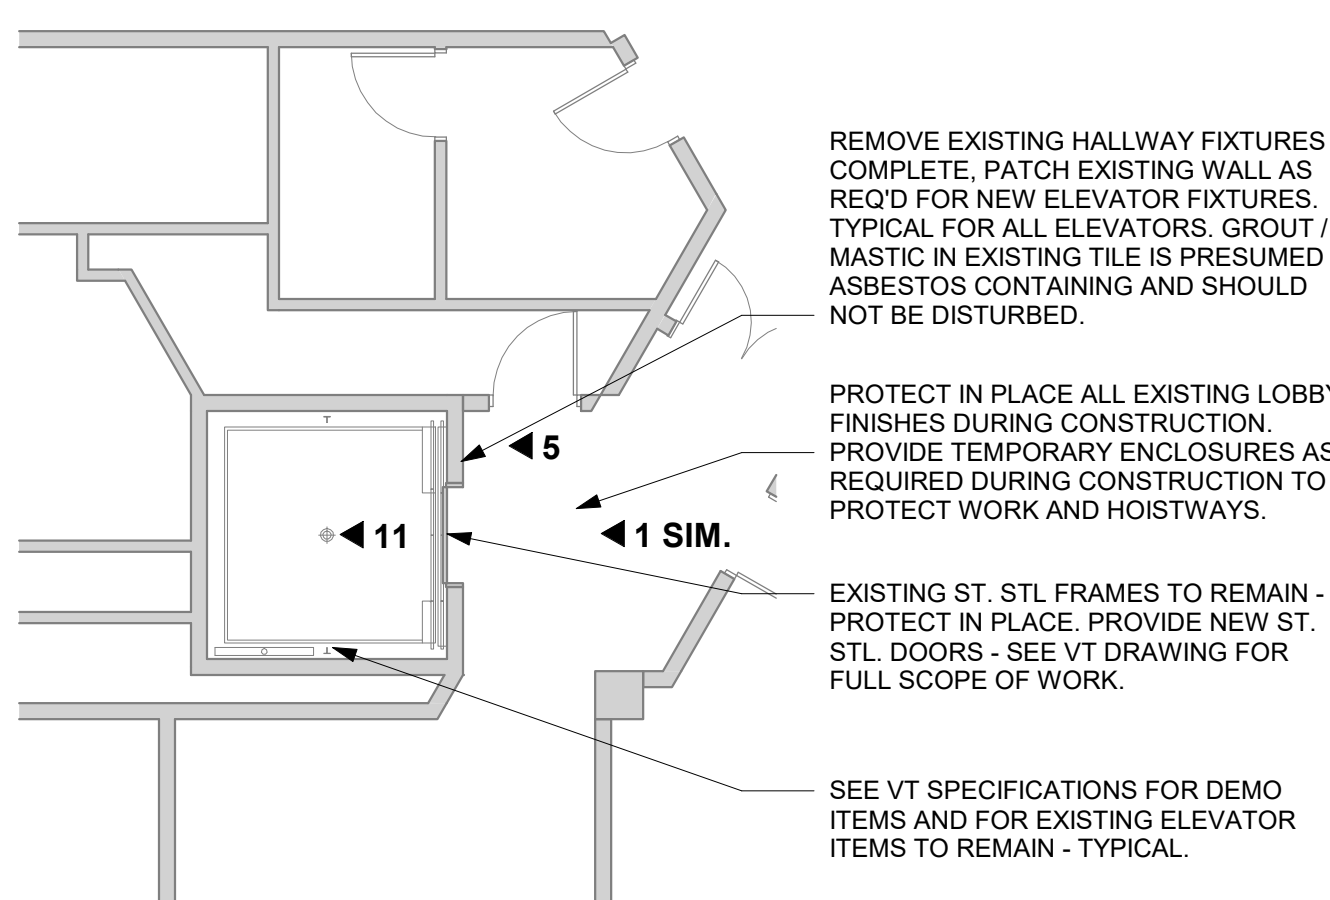 REMOVE EXISTING HALLWAY FIXTURES
COMPLETE, PATCH EXISTING WALL AS
REQ'D FOR NEW ELEVATOR FIXTURES.
TYPICAL FOR ALL ELEVATORS. GROUT /
MASTIC IN EXISTING TILE IS PRESUMED
ASBESTOS CONTAINING AND SHOULD
NOT BE DISTURBED.
PROTECT IN PLACE ALL EXISTING LOBBY
FINISHES DURING CONSTRUCTION.
PROVIDE TEMPORARY ENCLOSURES AS
REQUIRED DURING CONSTRUCTION TO
PROTECT WORK AND HOISTWAYS.
EXISTING ST. STL FRAMES TO REMAIN -
PROTECT IN PLACE. PROVIDE NEW ST.
STL. DOORS - SEE VT DRAWING FOR
FULL SCOPE OF WORK.
SEE VT SPECIFICATIONS FOR DEMO
ITEMS AND FOR EXISTING ELEVATOR
ITEMS TO REMAIN - TYPICAL.
5
11
1 SIM.